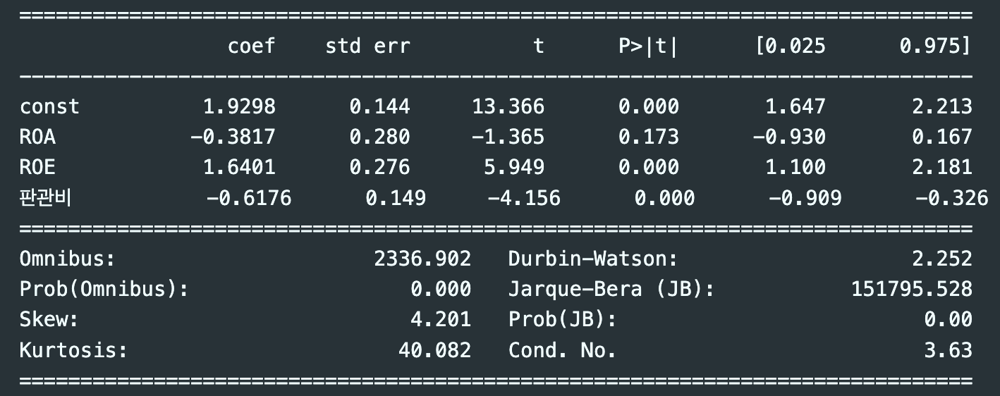 ==============================================================================
                 coef    std err          t      P>|t|      [0.025      0.975]
------------------------------------------------------------------------------
const          1.9298      0.144     13.366      0.000       1.647       2.213
ROA           -0.3817      0.280     -1.365      0.173      -0.930       0.167
ROE            1.6401      0.276      5.949      0.000       1.100       2.181
판관비           -0.6176      0.149     -4.156      0.000      -0.909      -0.326
==============================================================================
Omnibus:                     2336.902   Durbin-Watson:                   2.252
Prob(Omnibus):                  0.000   Jarque-Bera (JB):           151795.528
Skew:                           4.201   Prob(JB):                         0.00
Kurtosis:                      40.082   Cond. No.                         3.63
==============================================================================